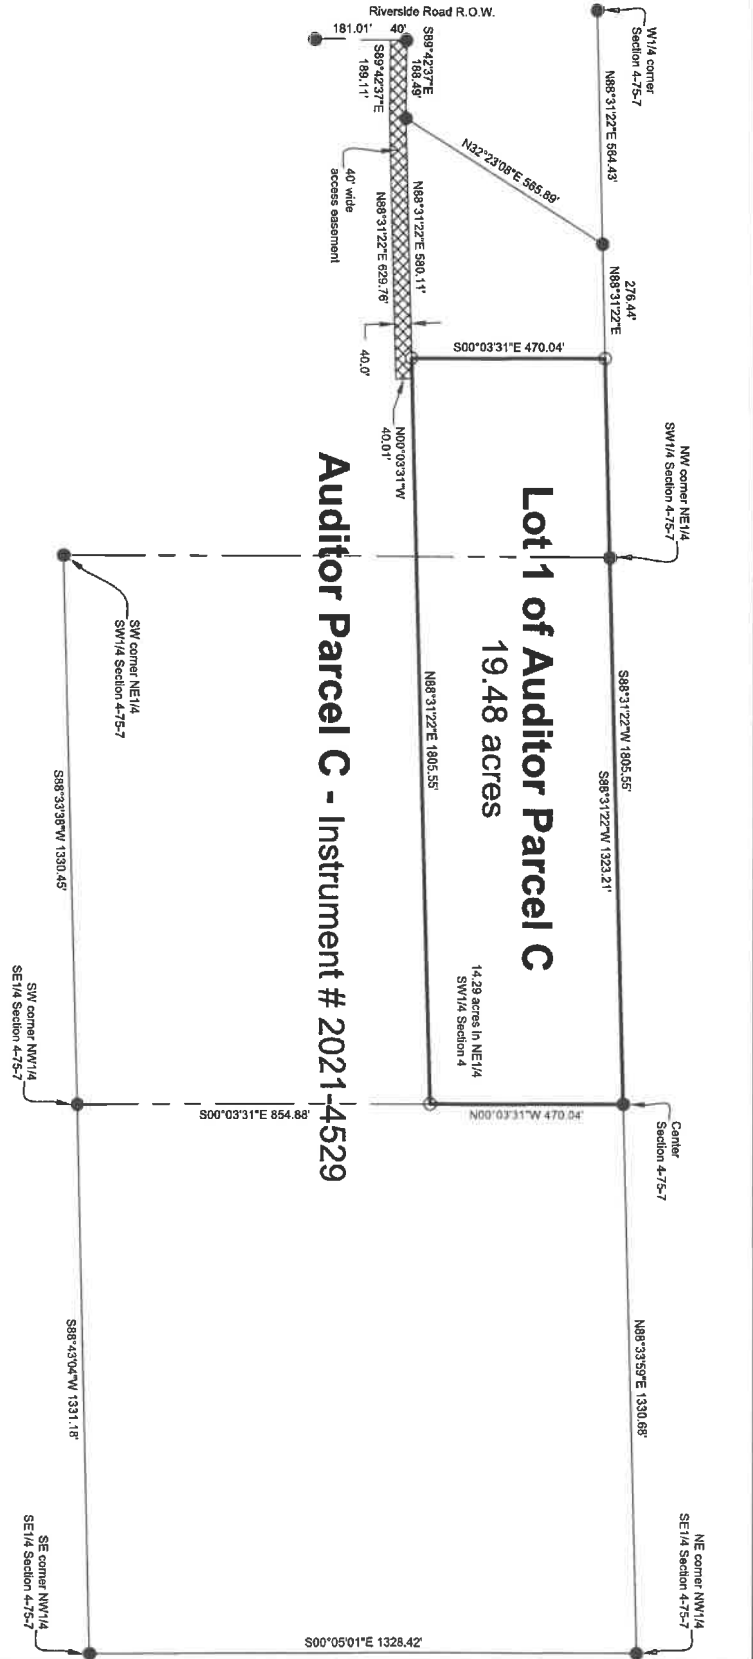 Riverside Road R.O.W.
181.01'
40'
S89°42'37"E
188.49'
S89°42'37"E
189.11'
W1/4 corner
Section 4-75-7
N88°31'22"E 564.43'
N32°23'08"E 565.89'
40' wide
access easement
N88°31'22"E 580.11'
N88°31'22"E 629.76'
276.44'
N88°31'22"E
S00°03'31"E 470.04'
40.0'
N00°03'31"W
40.01'
NW corner NE1/4
SW1/4 Section 4-75-7
Lot 1 of Auditor Parcel C
19.48 acres
Auditor Parcel C - Instrument # 2021-4529
SW corner NE1/4
SW1/4 Section 4-75-7
S88°31'22"W 1805.55'
S88°31'22"W 1323.21'
N88°31'22"E 1805.55'
S88°33'38"W 1330.45'
14.29 acres in NE1/4
SW1/4 Section 4
SW corner NW1/4
SE1/4 Section 4-75-7
S00°03'31"E 854.88'
N00°03'31"W 470.04'
Center
Section 4-75-7
N88°33'59"E 1330.68'
S88°43'04"W 1331.18'
NE corner NW1/4
SE1/4 Section 4-75-7
SE corner NW1/4
SE1/4 Section 4-75-7
S00°05'01"E 1328.42'